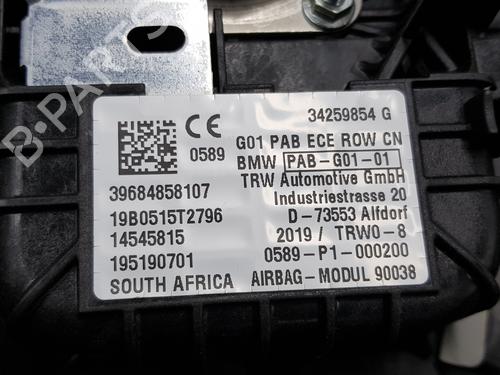 34259854 G
CE
0589
G01 PAB ECE ROW CN
BMW PAB-G01-01
TRW Automotive GmbH
39684858107
Industriestrasse 20
19B0515T2796
D-73553 Alfdorf
14545815
2019/ TRW0-8
195190701
0589-P1-000200
SOUTH AFRICA
AIRBAG-MODUL 90038
B-PARTS